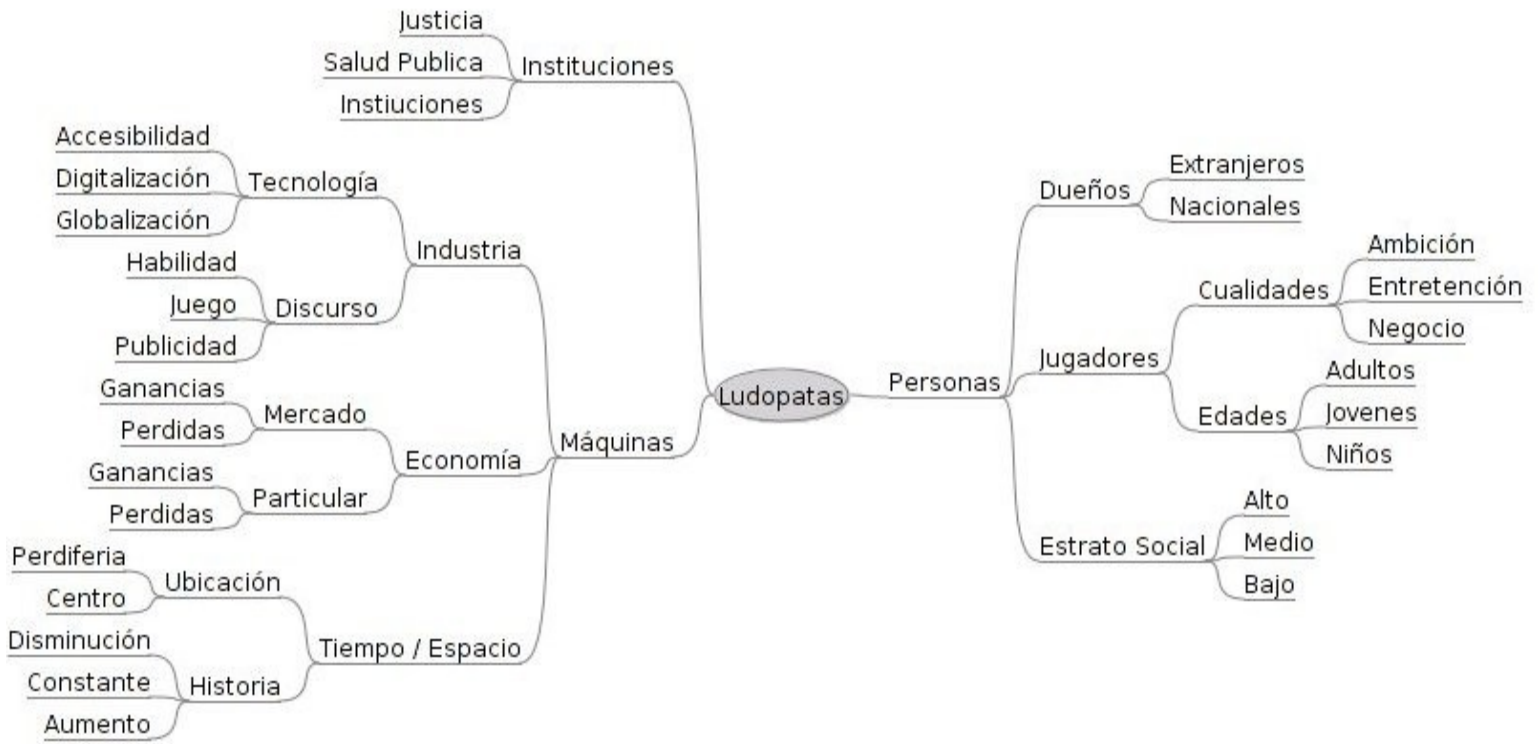 Justicia
Salud Publica
Instiuciones
Instituciones
Accesibilidad
Digitalización
Globalización
Tecnología
Habilidad
Juego
Publicidad
Discurso
Industria
Ganancias
Perdidas
Mercado
Ganancias
Perdidas
Particular
Economía
Perdiferia
Centro
Ubicación
Disminución
Constante
Aumento
Historia
Tiempo / Espacio
Máquinas
Ludopatas
Personas
Dueños
Extranjeros
Nacionales
Jugadores
Cualidades
Ambición
Entretención
Negocio
Edades
Adultos
Jovenes
Niños
Estrato Social
Alto
Medio
Bajo